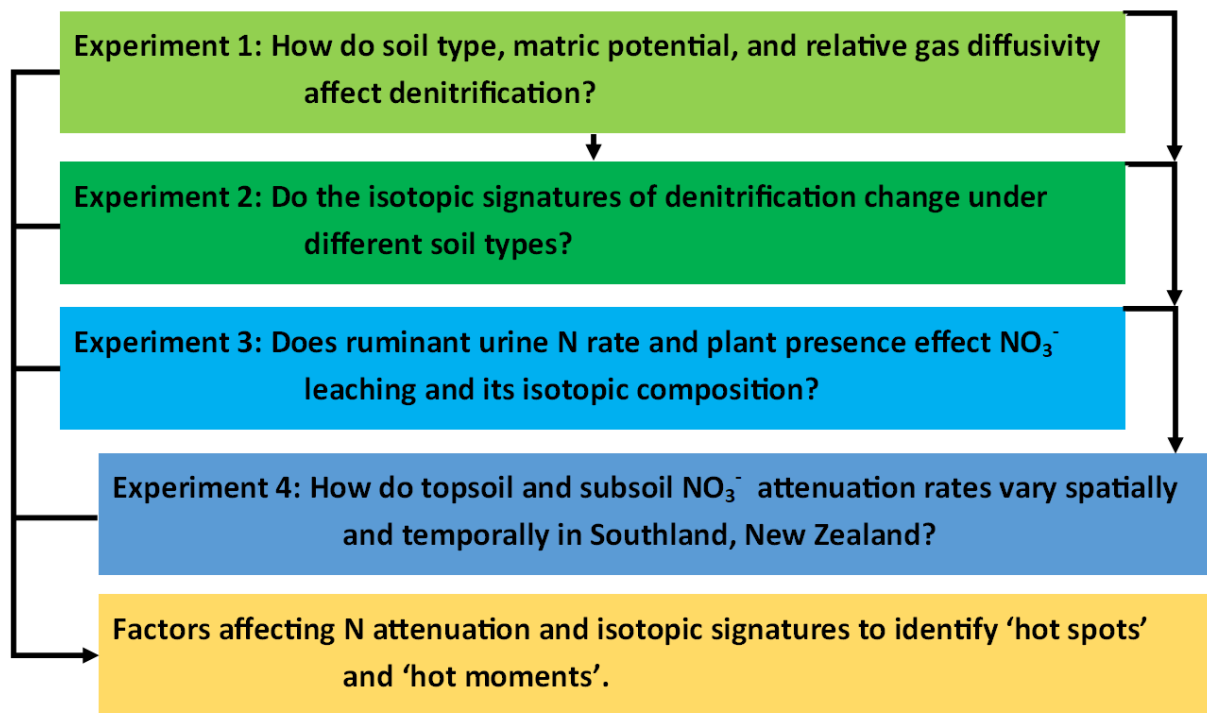 Experiment 1: How do soil type, matric potential, and relative gas diffusivity
affect denitrification?
Experiment 2: Do the isotopic signatures of denitrification change under
different soil types?
Experiment 3: Does ruminant urine N rate and plant presence effect NO₃⁻
leaching and its isotopic composition?
Experiment 4: How do topsoil and subsoil NO₃⁻ attenuation rates vary spatially
and temporally in Southland, New Zealand?
Factors affecting N attenuation and isotopic signatures to identify ‘hot spots’
and ‘hot moments’.